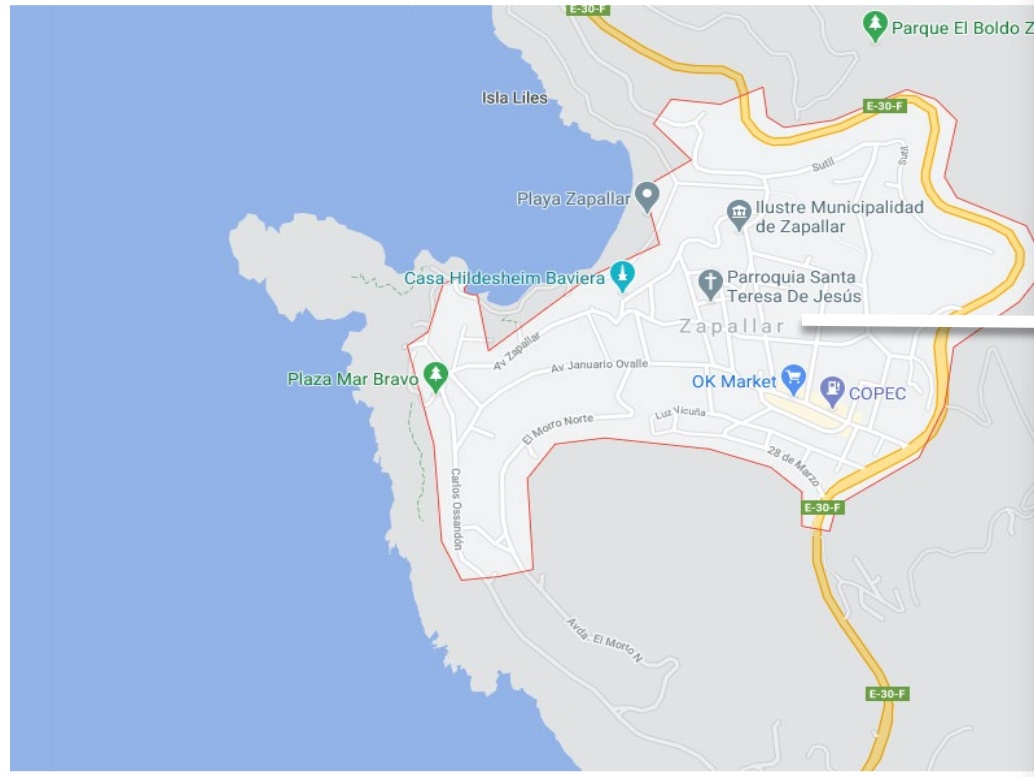 E-30-F
Parque El Boldo Z
Isla Liles
E-30-F
Sutil
Sutil
Playa Zapallar
Ilustre Municipalidad
de Zapallar
Casa Hildesheim Baviera
Parroquia Santa
Teresa De Jesús
Zapallar
Av Zapallar
Av Januario Ovalle
Plaza Mar Bravo
OK Market
COPEC
Luz Vicuña
El Morro Norte
28 de Marzo
Carlos Ossandón
E-30-F
Avda. El Morto N
E-30-F